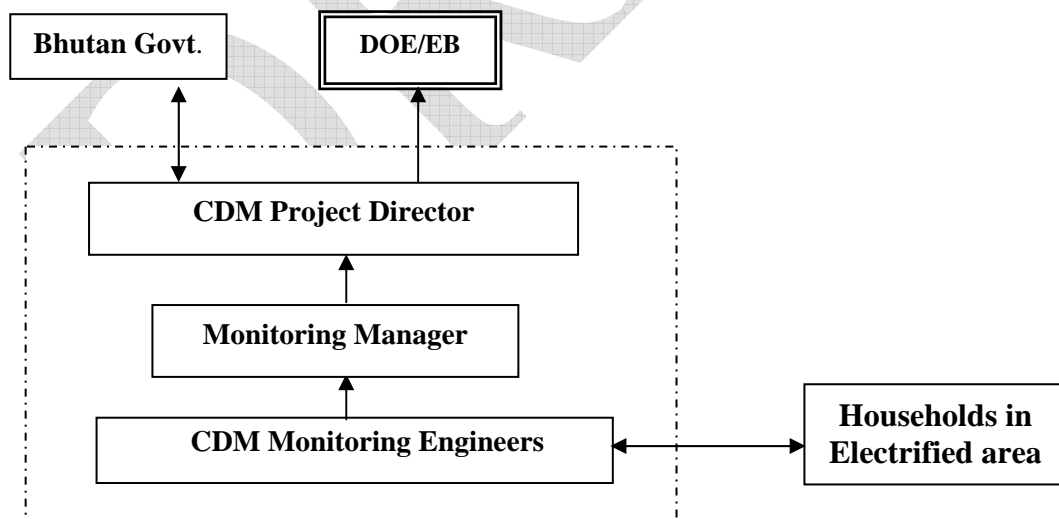 Bhutan Govt.
DOE/EB
CDM Project Director
Monitoring Manager
CDM Monitoring Engineers
Households in
Electrified area